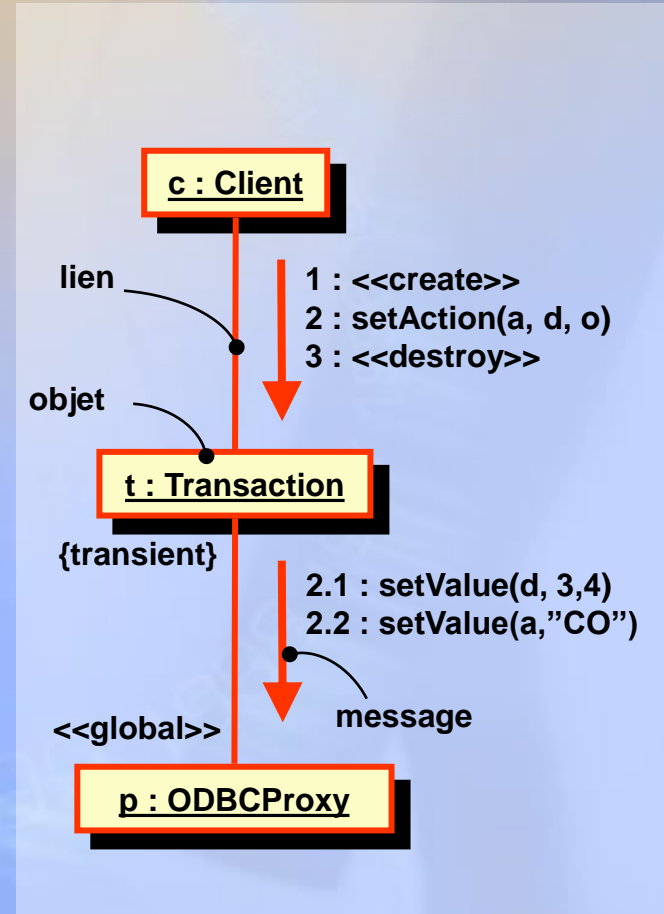 c : Client
lien
1 : <<create>>
2 : setAction(a, d, o)
3 : <<destroy>>
objet
t : Transaction
{transient}
2.1 : setValue(d, 3,4)
2.2 : setValue(a,”CO”)
message
<<global>>
p : ODBCProxy